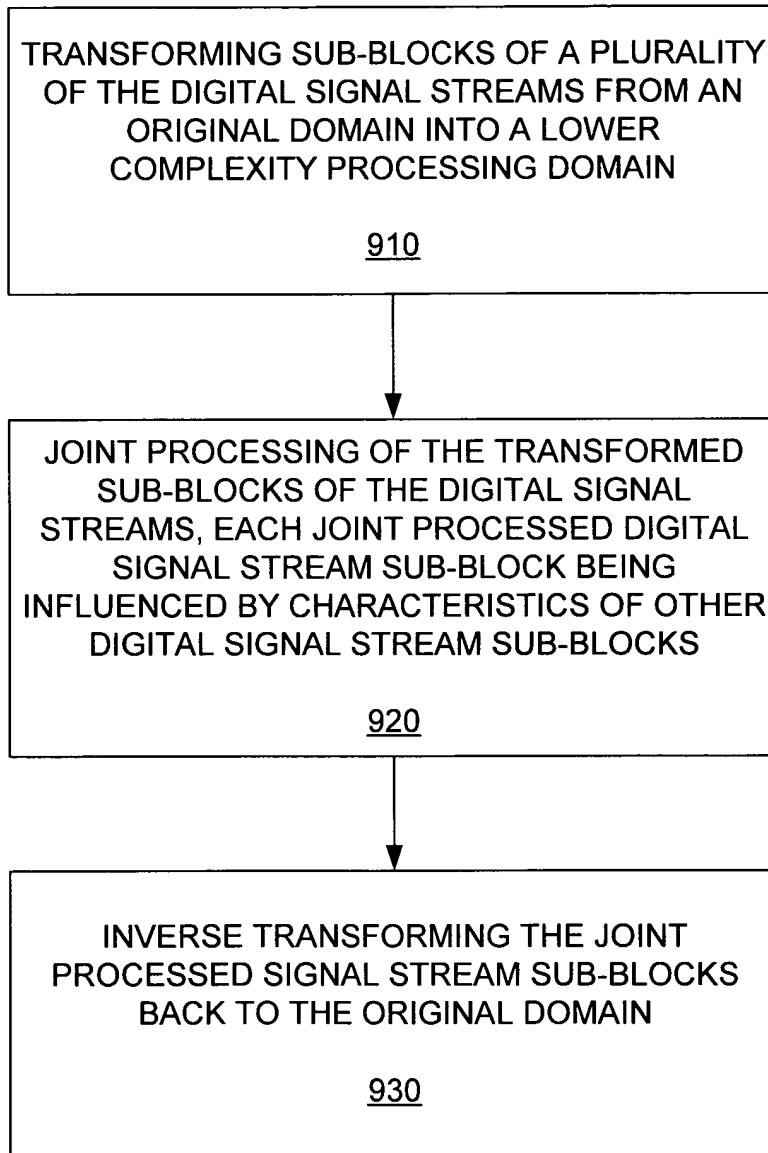 TRANSFORMING SUB-BLOCKS OF A PLURALITY
OF THE DIGITAL SIGNAL STREAMS FROM AN
ORIGINAL DOMAIN INTO A LOWER
COMPLEXITY PROCESSING DOMAIN
910
JOINT PROCESSING OF THE TRANSFORMED
SUB-BLOCKS OF THE DIGITAL SIGNAL
STREAMS, EACH JOINT PROCESSED DIGITAL
SIGNAL STREAM SUB-BLOCK BEING
INFLUENCED BY CHARACTERISTICS OF OTHER
DIGITAL SIGNAL STREAM SUB-BLOCKS
920
INVERSE TRANSFORMING THE JOINT
PROCESSED SIGNAL STREAM SUB-BLOCKS
BACK TO THE ORIGINAL DOMAIN
930